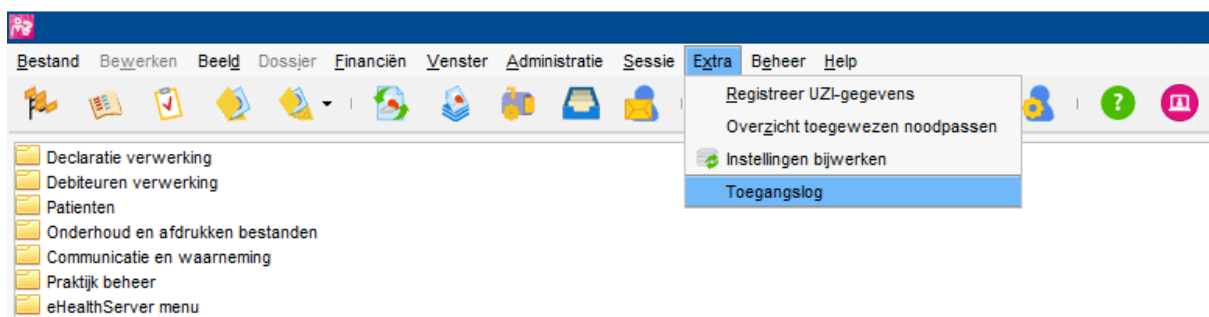 Bestand Bewerken Beeld Dossier Financiën Venster Administratie Sessie Extra Beheer Help
Registreer UZI-gegevens
Overzicht toegewezen noodpassen
Instellingen bijwerken
Toegangslog
Declaratie verwerking
Debiteuren verwerking
Patienten
Onderhoud en afdrukken bestanden
Communicatie en waarneming
Praktijk beheer
eHealthServer menu